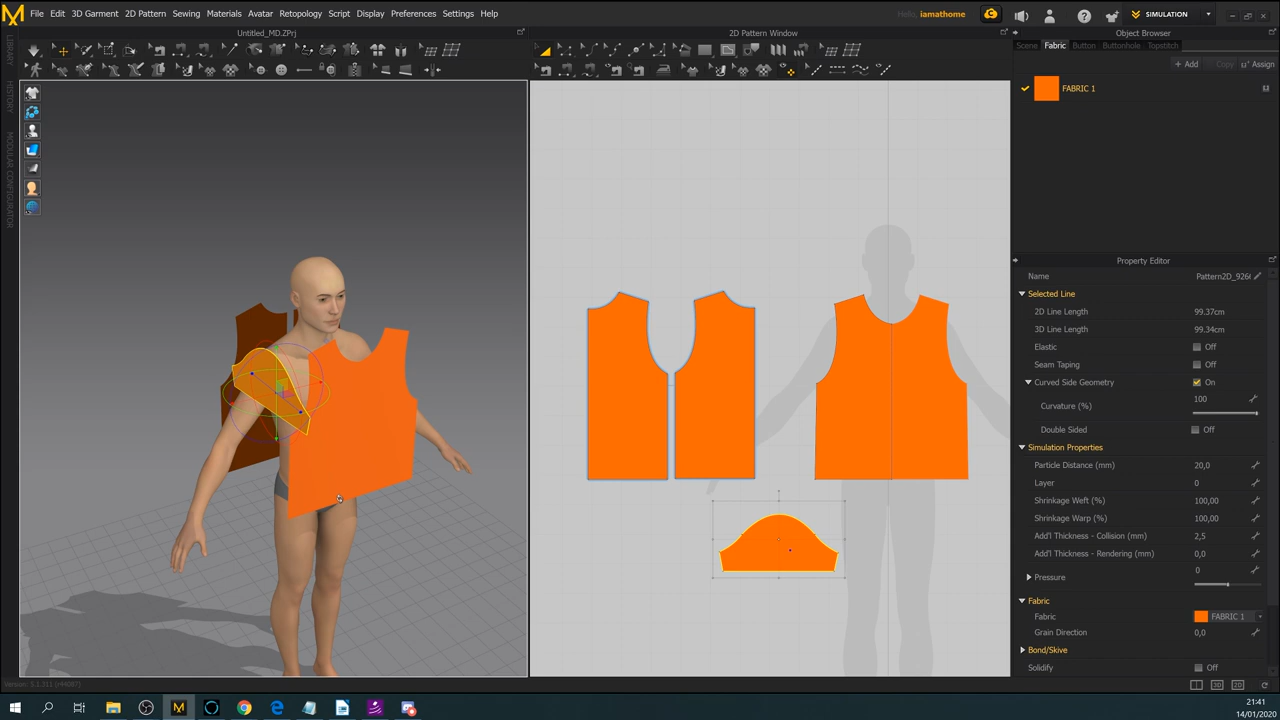 File Edit 3D Garment 2D Pattern Sewing Materials Avatar Retopology Script Display Preferences Settings Help
Hello, iamathome
SIMULATION
Untitled_MD.ZPrj
2D Pattern Window
Object Browser
Scene Fabric Button Buttonhole Topstitch
+ Add Copy Assign
FABRIC 1
LIBRARY
HISTORY
MODULAR CONFIGURATOR
Property Editor
Name Pattern2D_926
Selected Line
2D Line Length 99.37cm
3D Line Length 99.34cm
Elastic Off
Seam Taping Off
Curved Side Geometry On
Curvature (%) 100
Double Sided Off
Simulation Properties
Particle Distance (mm) 20,0
Layer 0
Shrinkage Weft (%) 100,00
Shrinkage Warp (%) 100,00
Add'l Thickness - Collision (mm) 2,5
Add'l Thickness - Rendering (mm) 0,0
Pressure 0
Fabric
Fabric FABRIC 1
Grain Direction 0,0
Bond/Skive
Solidify Off
21:41
14/01/2020